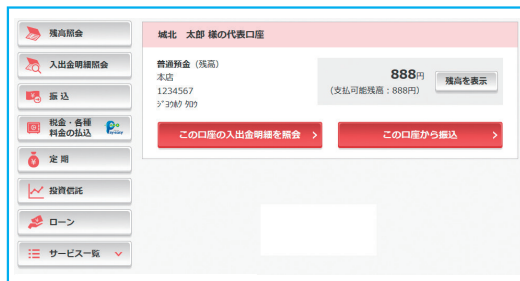 残高照会
入出金明細照会
振込
税金・各種
料金の払込
定期
投資信託
ローン
サービス一覧
城北 太郎 様の代表口座
普通預金（残高）
本店
1234567
ｼﾞﾖｳﾎｸ ﾀﾛｳ
888円
（支払可能残高：888円）
残高を表示
この口座の入出金明細を照会
この口座から振込